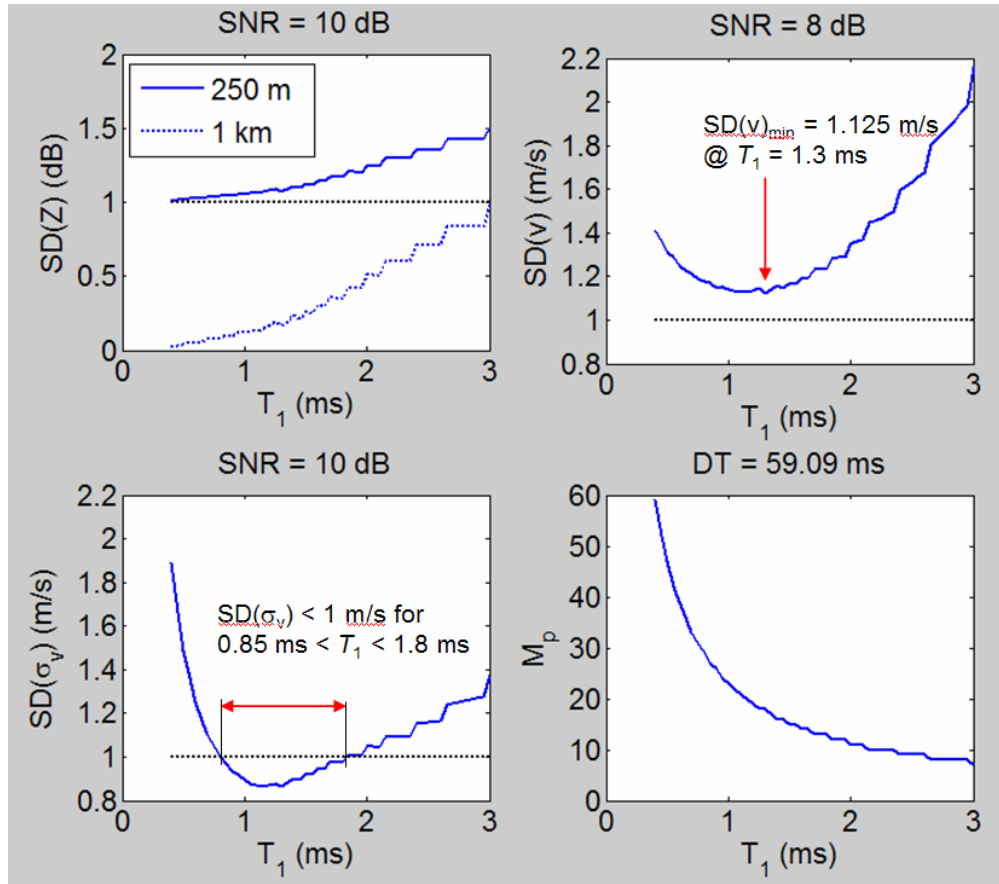 SNR = 10 dB
2
1.5
1
0.5
0
SD(Z) (dB)
250 m
1 km
0
1
2
3
T1 (ms)
SNR = 8 dB
2.2
2
1.8
1.6
1.4
1.2
1
0.8
SD(v) (m/s)
SD(v)min = 1.125 m/s
@ T1 = 1.3 ms
0
1
2
3
T1 (ms)
SNR = 10 dB
2.2
2
1.8
1.6
1.4
1.2
1
0.8
SD(σv) (m/s)
SD(σv) < 1 m/s for
0.85 ms < T1 < 1.8 ms
0
1
2
3
T1 (ms)
DT = 59.09 ms
60
50
40
30
20
10
0
Mp
0
1
2
3
T1 (ms)